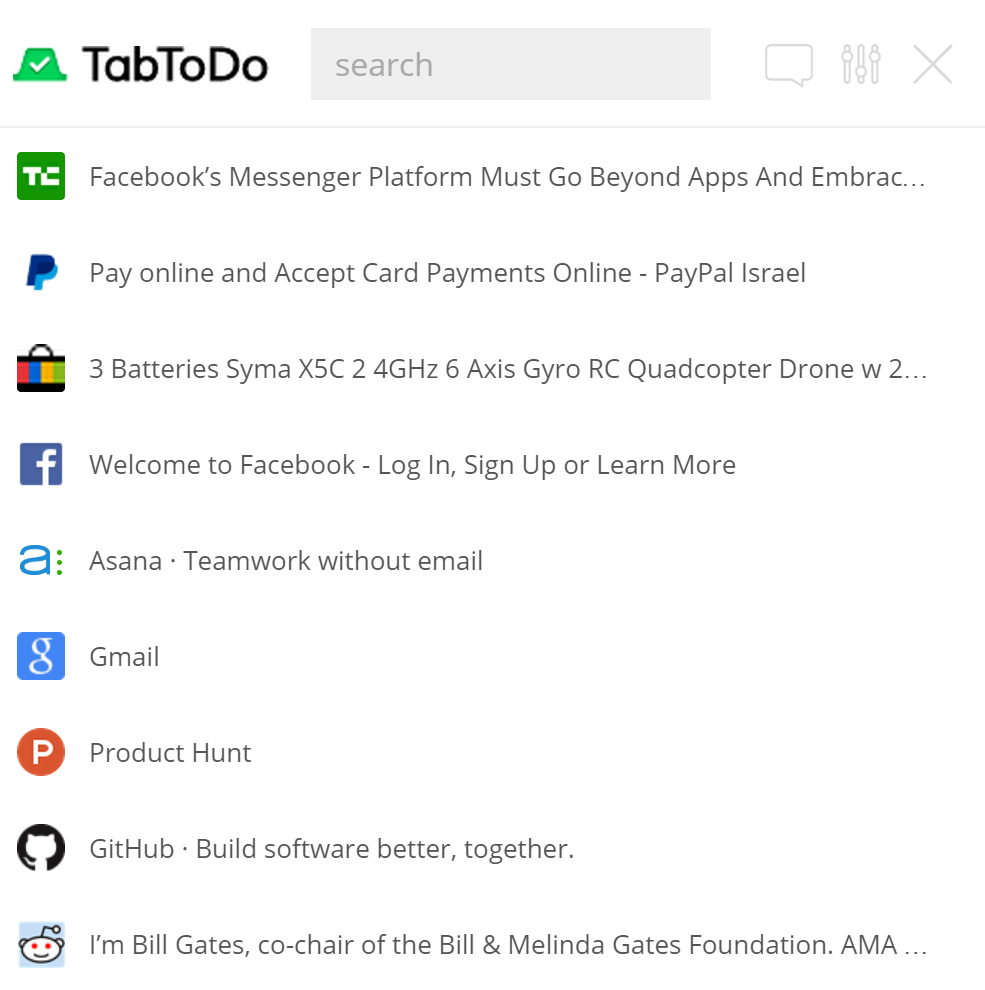 TabToDo
search
TC
Facebook’s Messenger Platform Must Go Beyond Apps And Embrac...
Pay online and Accept Card Payments Online - PayPal Israel
3 Batteries Syma X5C 2 4GHz 6 Axis Gyro RC Quadcopter Drone w 2...
Welcome to Facebook - Log In, Sign Up or Learn More
Asana · Teamwork without email
Gmail
Product Hunt
GitHub · Build software better, together.
I’m Bill Gates, co-chair of the Bill & Melinda Gates Foundation. AMA ...